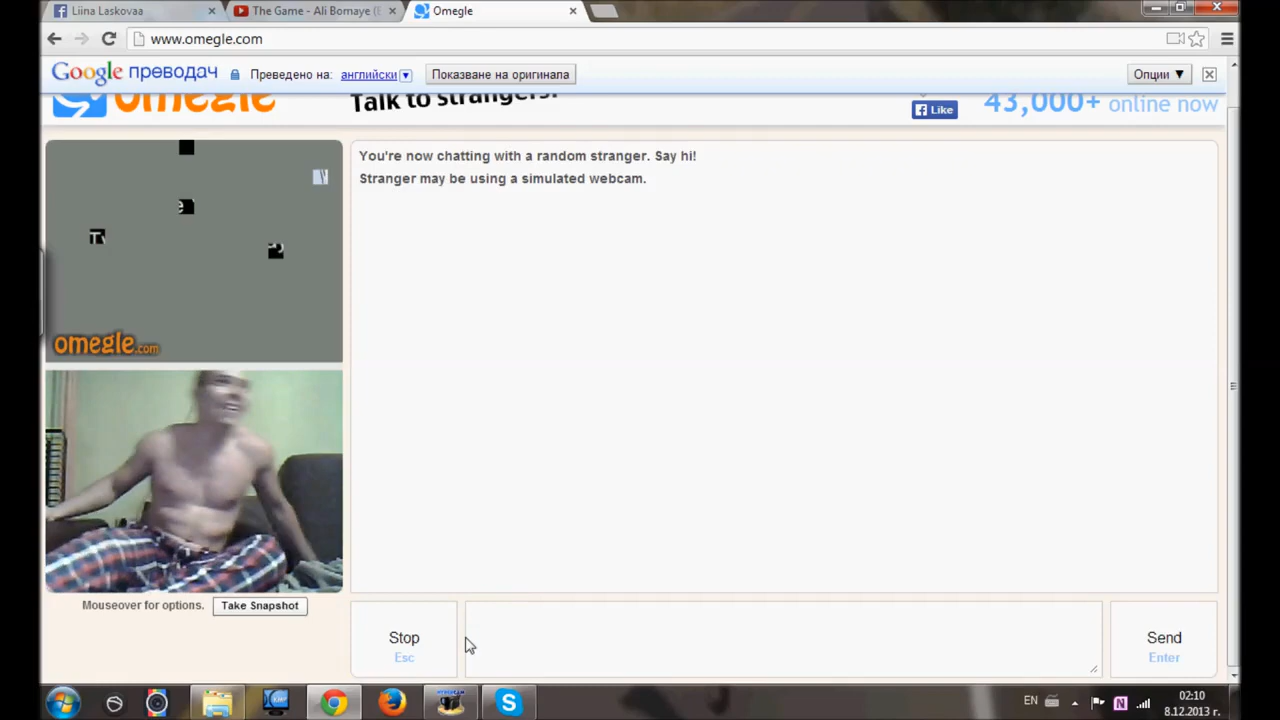 Liina Laskovaa
The Game - Ali Bomaye (E
Omegle
www.omegle.com
Google преводач Преведено на: английски Показване на оригинала Опции ▼
omegle Talk to strangers! Like 43,000+ online now
You're now chatting with a random stranger. Say hi!
Stranger may be using a simulated webcam.
omegle.com
Mouseover for options. Take Snapshot
Stop
Esc
Send
Enter
EN
02:10
8.12.2013 г.